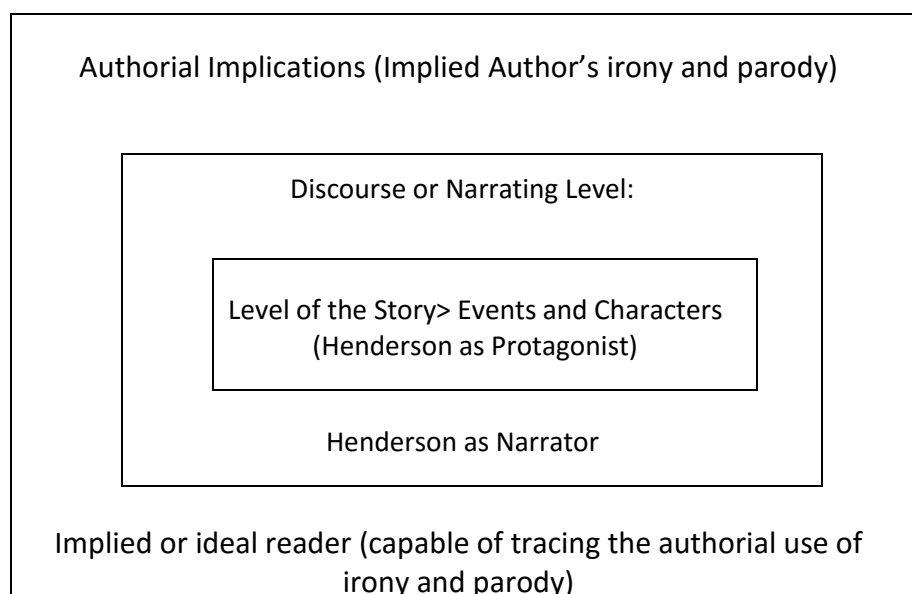 Authorial Implications (Implied Author’s irony and parody)
Discourse or Narrating Level:
Level of the Story> Events and Characters
(Henderson as Protagonist)
Henderson as Narrator
Implied or ideal reader (capable of tracing the authorial use of
irony and parody)